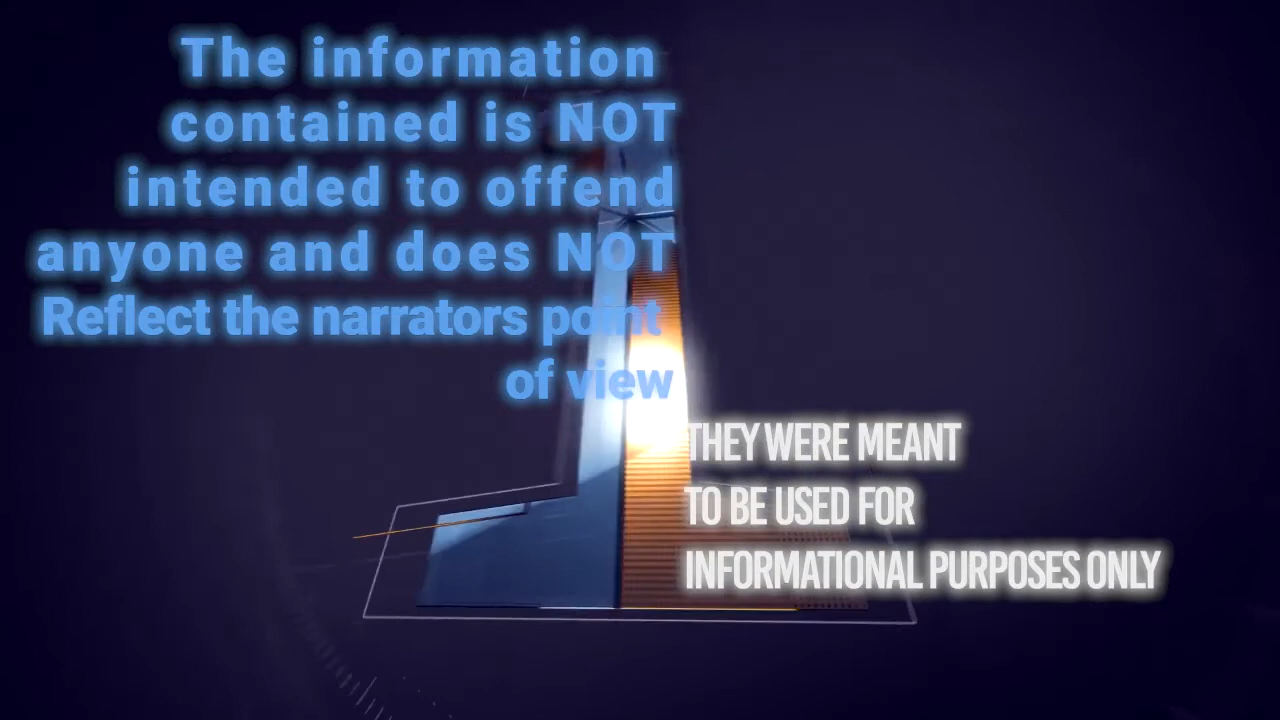 The information
contained is NOT
intended to offend
anyone and does NOT
Reflect the narrators point
of view
THEY WERE MEANT
TO BE USED FOR
INFORMATIONAL PURPOSES ONLY